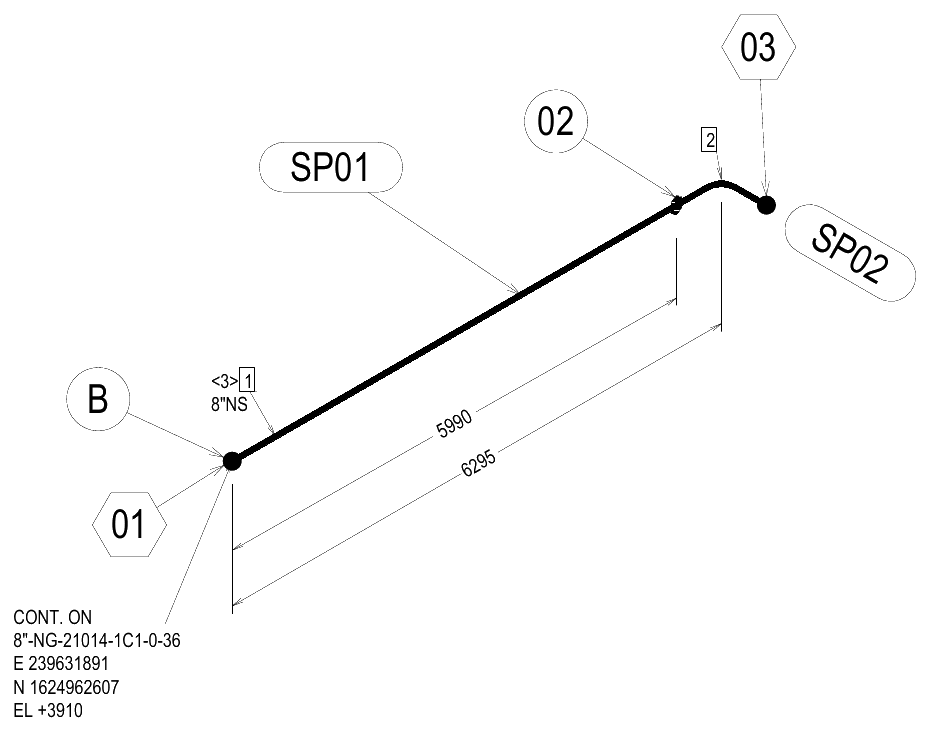 03
02
2
SP01
SP02
<3> 1
8"NS
B
5990
6295
01
CONT. ON
8"-NG-21014-1C1-0-36
E 239631891
N 1624962607
EL +3910